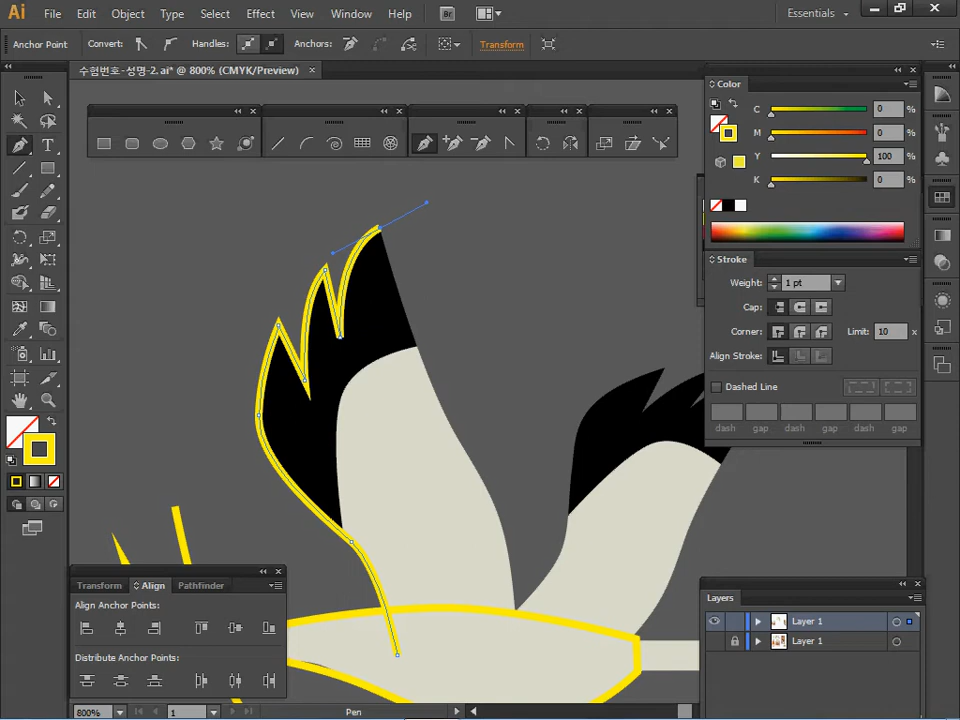 Ai File Edit Object Type Select Effect View Window Help Br Essentials
Anchor Point Convert: Handles: Anchors: Transform
수험번호-성명-2.ai* @ 800% (CMYK/Preview)
Color
C 0 %
M 0 %
Y 100 %
K 0 %
Stroke
Weight: 1 pt
Cap:
Corner: Limit: 10 x
Align Stroke:
Dashed Line
dash gap dash gap dash gap
Transform Align Pathfinder
Align Anchor Points:
Distribute Anchor Points:
Layers
Layer 1
Layer 1
800% 1 Pen